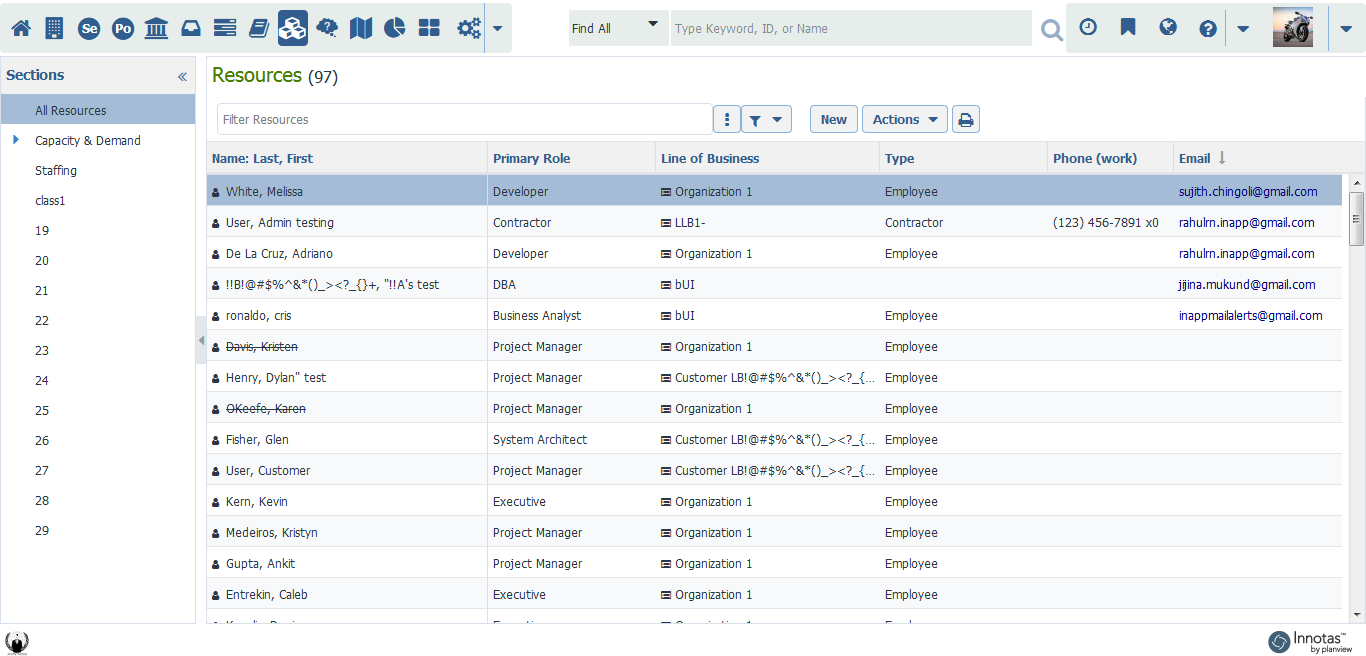 Se Po Find All Type Keyword, ID, or Name
Sections «
All Resources
Capacity & Demand
Staffing
class1
19
20
21
22
23
24
25
26
27
28
29
Resources (97)
Filter Resources New Actions
Name: Last, First Primary Role Line of Business Type Phone (work) Email ↓
White, Melissa Developer Organization 1 Employee sujith.chingoli@gmail.com
User, Admin testing Contractor LLB1- Contractor (123) 456-7891 x0 rahulrn.inapp@gmail.com
De La Cruz, Adriano Developer Organization 1 Employee rahulrn.inapp@gmail.com
!!B!@#$%^&*()_><?_{}+, "!!A's test DBA bUI jijina.mukund@gmail.com
ronaldo, cris Business Analyst bUI Employee inappmailalerts@gmail.com
Davis, Kristen Project Manager Organization 1 Employee
Henry, Dylan" test Project Manager Customer LB!@#$%^&*()_><?_{... Employee
OKeefe, Karen Project Manager Organization 1 Employee
Fisher, Glen System Architect Customer LB!@#$%^&*()_><?_{... Employee
User, Customer Project Manager Customer LB!@#$%^&*()_><?_{... Employee
Kern, Kevin Executive Organization 1 Employee
Medeiros, Kristyn Project Manager Organization 1 Employee
Gupta, Ankit Project Manager Organization 1 Employee
Entrekin, Caleb Executive Organization 1 Employee
Innotas™
by planview